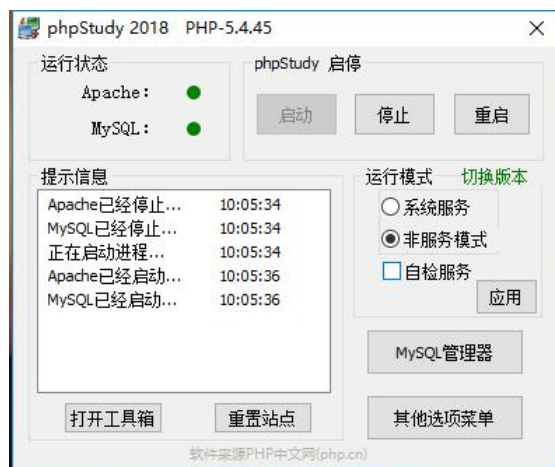 phpStudy 2018 PHP-5.4.45
运行状态
Apache:
MySQL:
phpStudy 启停
启动 停止 重启
提示信息
Apache已经停止... 10:05:34
MySQL已经停止... 10:05:34
正在启动进程... 10:05:34
Apache已经启动... 10:05:36
MySQL已经启动... 10:05:36
运行模式 切换版本
系统服务
非服务模式
自检服务
应用
MySQL管理器
打开工具箱 重置站点 其他选项菜单
软件来源PHP中文网(php.cn)